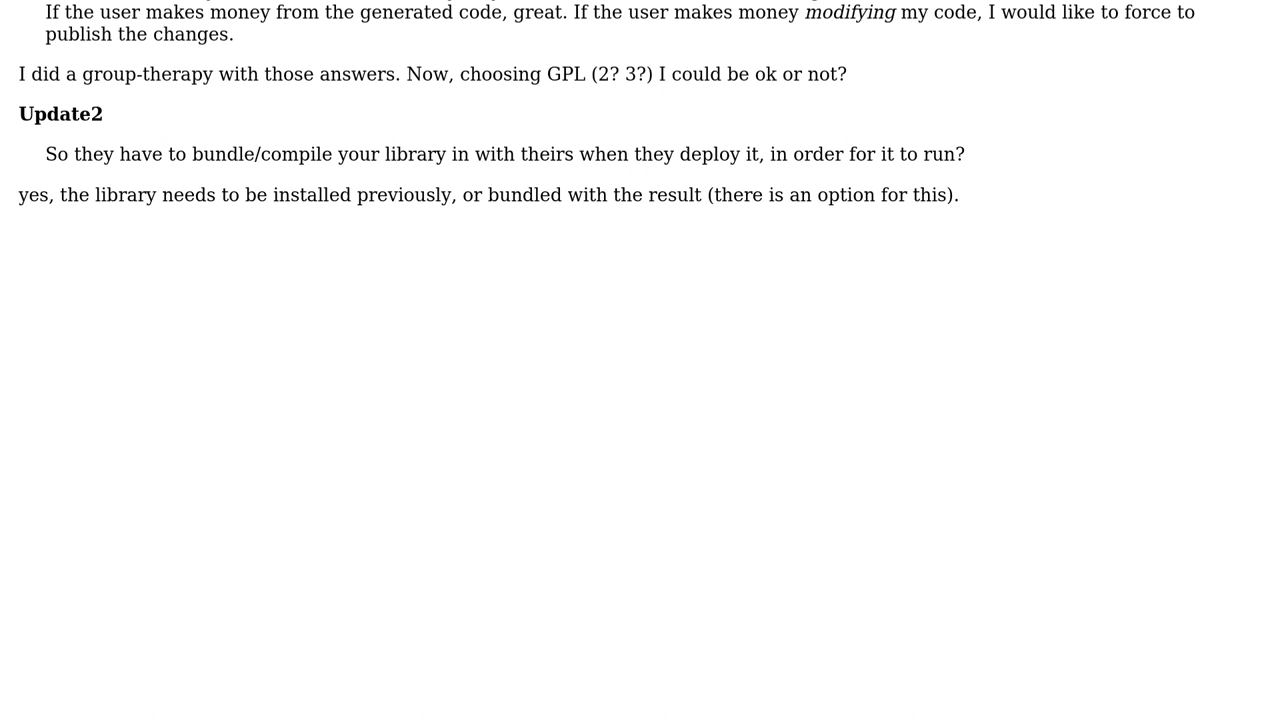 If the user makes money from the generated code, great. If the user makes money modifying my code, I would like to force to
publish the changes.
I did a group-therapy with those answers. Now, choosing GPL (2? 3?) I could be ok or not?
Update2
So they have to bundle/compile your library in with theirs when they deploy it, in order for it to run?
yes, the library needs to be installed previously, or bundled with the result (there is an option for this).